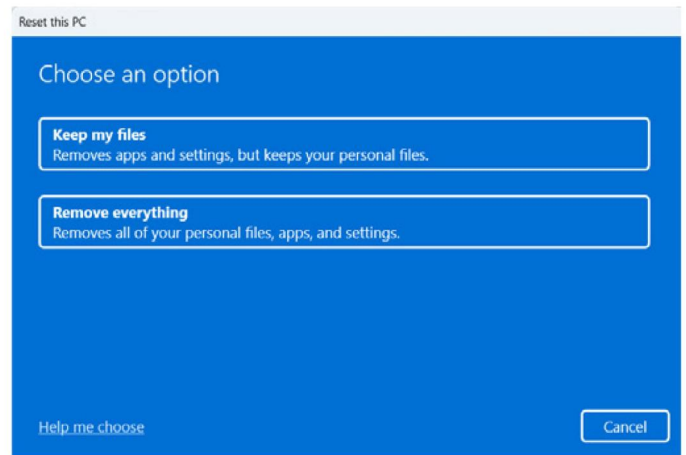 Reset this PC
Choose an option
Keep my files
Removes apps and settings, but keeps your personal files.
Remove everything
Removes all of your personal files, apps, and settings.
Help me choose
Cancel